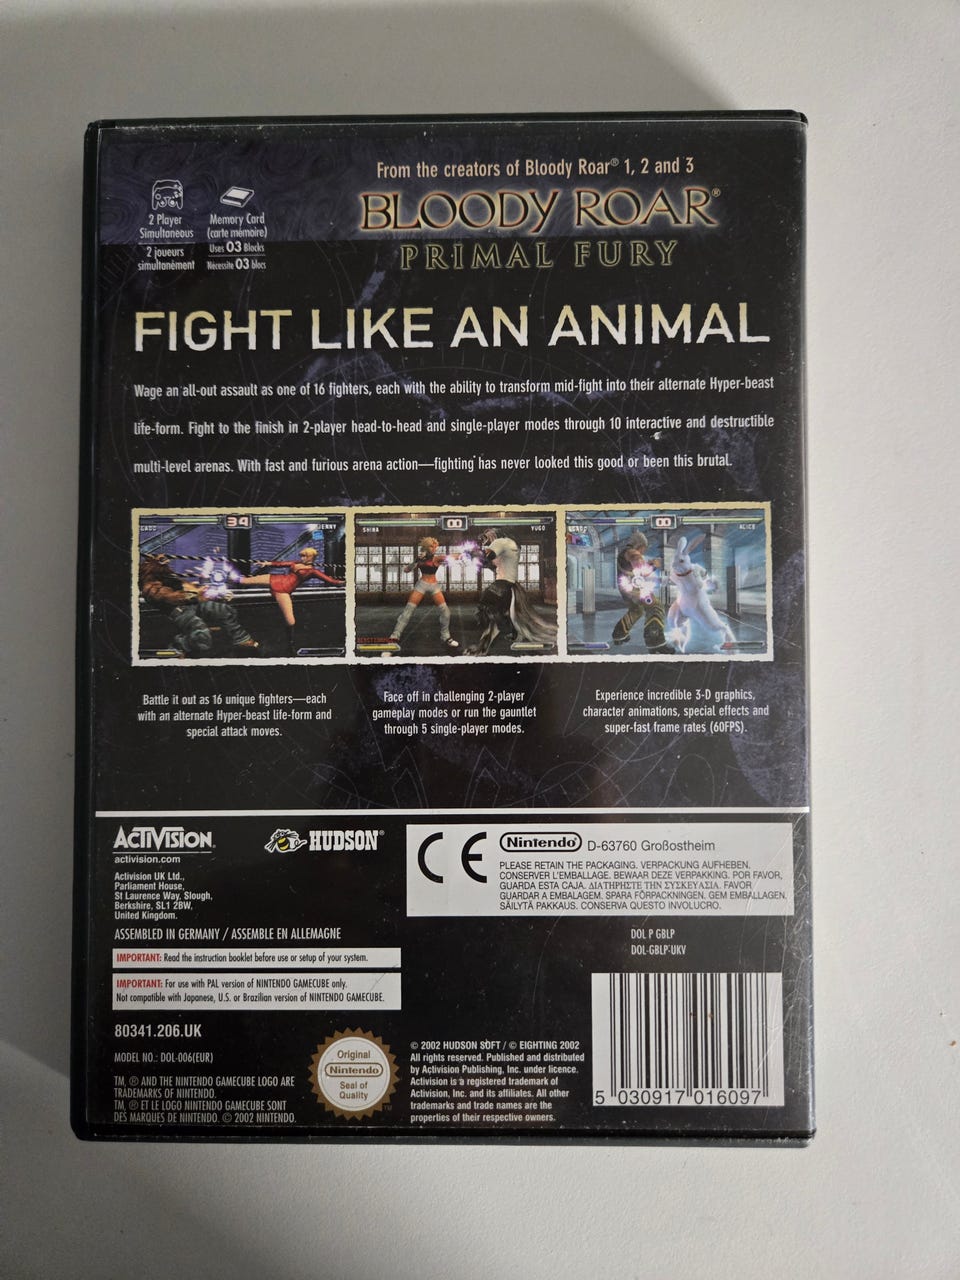 From the creators of Bloody Roar® 1, 2 and 3
BLOODY ROAR®
PRIMAL FURY
2 Player
Simultaneous
2 joueurs
simultanément
Memory Card
(carte mémoire)
Uses 03 Blocks
Nécessite 03 blocs
FIGHT LIKE AN ANIMAL
Wage an all-out assault as one of 16 fighters, each with the ability to transform mid-fight into their alternate Hyper-beast
life-form. Fight to the finish in 2-player head-to-head and single-player modes through 10 interactive and destructible
multi-level arenas. With fast and furious arena action—fighting has never looked this good or been this brutal.
GADO 34 JENNY
SHINA 00 YUGO
00 ALICE
Battle it out as 16 unique fighters—each
with an alternate Hyper-beast life-form and
special attack moves.
Face off in challenging 2-player
gameplay modes or run the gauntlet
through 5 single-player modes.
Experience incredible 3-D graphics,
character animations, special effects and
super-fast frame rates (60FPS).
ACTIVISION.
activision.com
HUDSON®
Activision UK Ltd.,
Parliament House,
St Laurence Way, Slough,
Berkshire, SL1 2BW,
United Kingdom.
CE Nintendo® D-63760 Großostheim
PLEASE RETAIN THE PACKAGING. VERPACKUNG AUFHEBEN.
CONSERVER L'EMBALLAGE. BEWAAR DEZE VERPAKKING. POR FAVOR,
GUARDA ESTA CAJA. ΔΙΑΤΗΡΗΣΤΕ ΤΗΝ ΣΥΣΚΕΥΑΣΙΑ. FAVOR
GUARDAR A EMBALAGEM. SPARA FÖRPACKNINGEN. GEM EMBALLAGEN.
SÄILYTÄ PAKKAUS. CONSERVA QUESTO INVOLUCRO.
ASSEMBLED IN GERMANY / ASSEMBLE EN ALLEMAGNE
DOL P GBLP
DOL-GBLP-UKV
IMPORTANT: Read the instruction booklet before use or setup of your system.
IMPORTANT: For use with PAL version of NINTENDO GAMECUBE only.
Not compatible with Japanese, U.S. or Brazilian version of NINTENDO GAMECUBE.
80341.206.UK
MODEL NO.: DOL-006(EUR)
TM, ® AND THE NINTENDO GAMECUBE LOGO ARE
TRADEMARKS OF NINTENDO.
TM, ® ET LE LOGO NINTENDO GAMECUBE SONT
DES MARQUES DE NINTENDO. © 2002 NINTENDO.
Original
Nintendo
Seal of
Quality
TM
© 2002 HUDSON SOFT / © EIGHTING 2002
All rights reserved. Published and distributed
by Activision Publishing, Inc. under licence.
Activision is a registered trademark of
Activision, Inc. and its affiliates. All other
trademarks and trade names are the
properties of their respective owners.
5 030917 016097